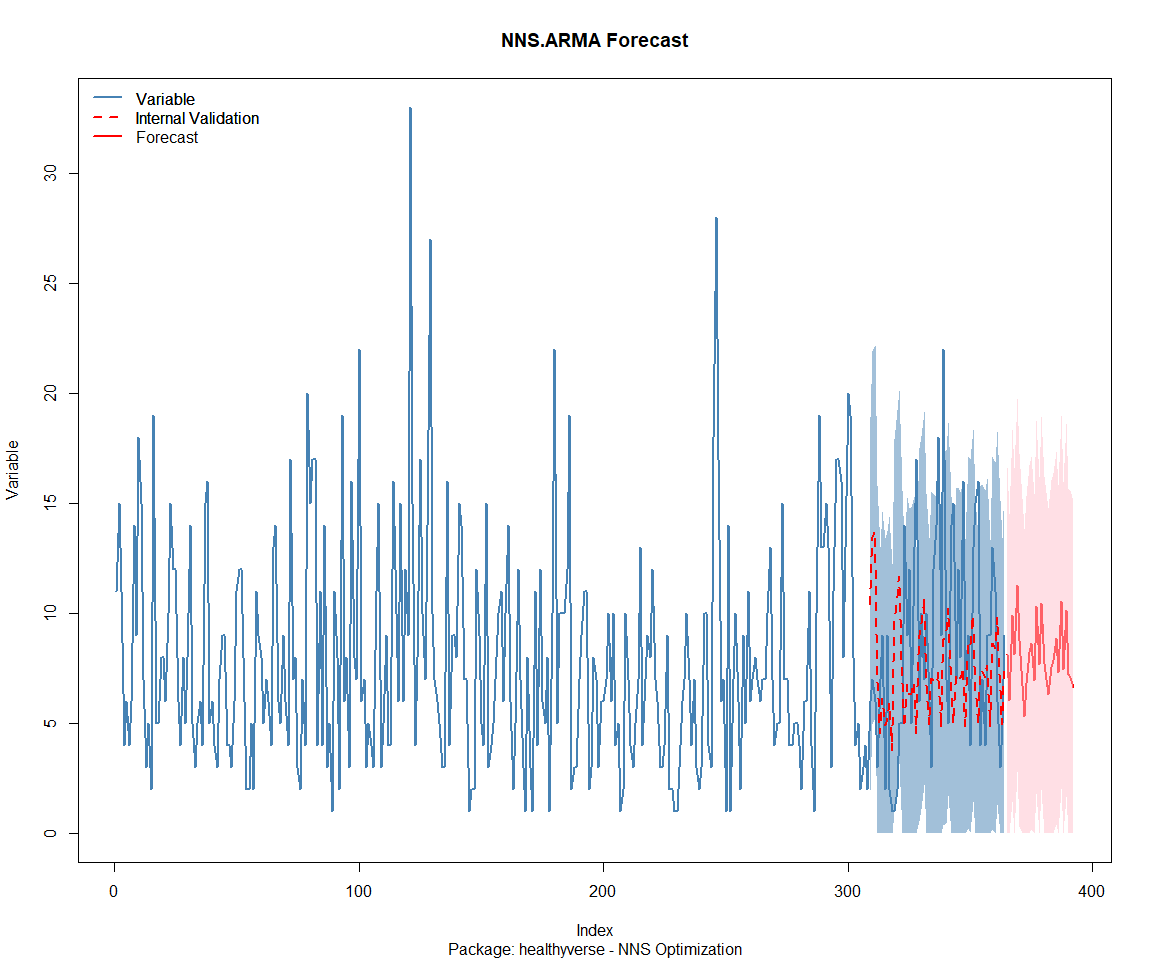 NNS.ARMA Forecast
Variable
Internal Validation
Forecast
Variable
30
25
20
15
10
5
0
0 100 200 300 400
Index
Package: healthyverse - NNS Optimization